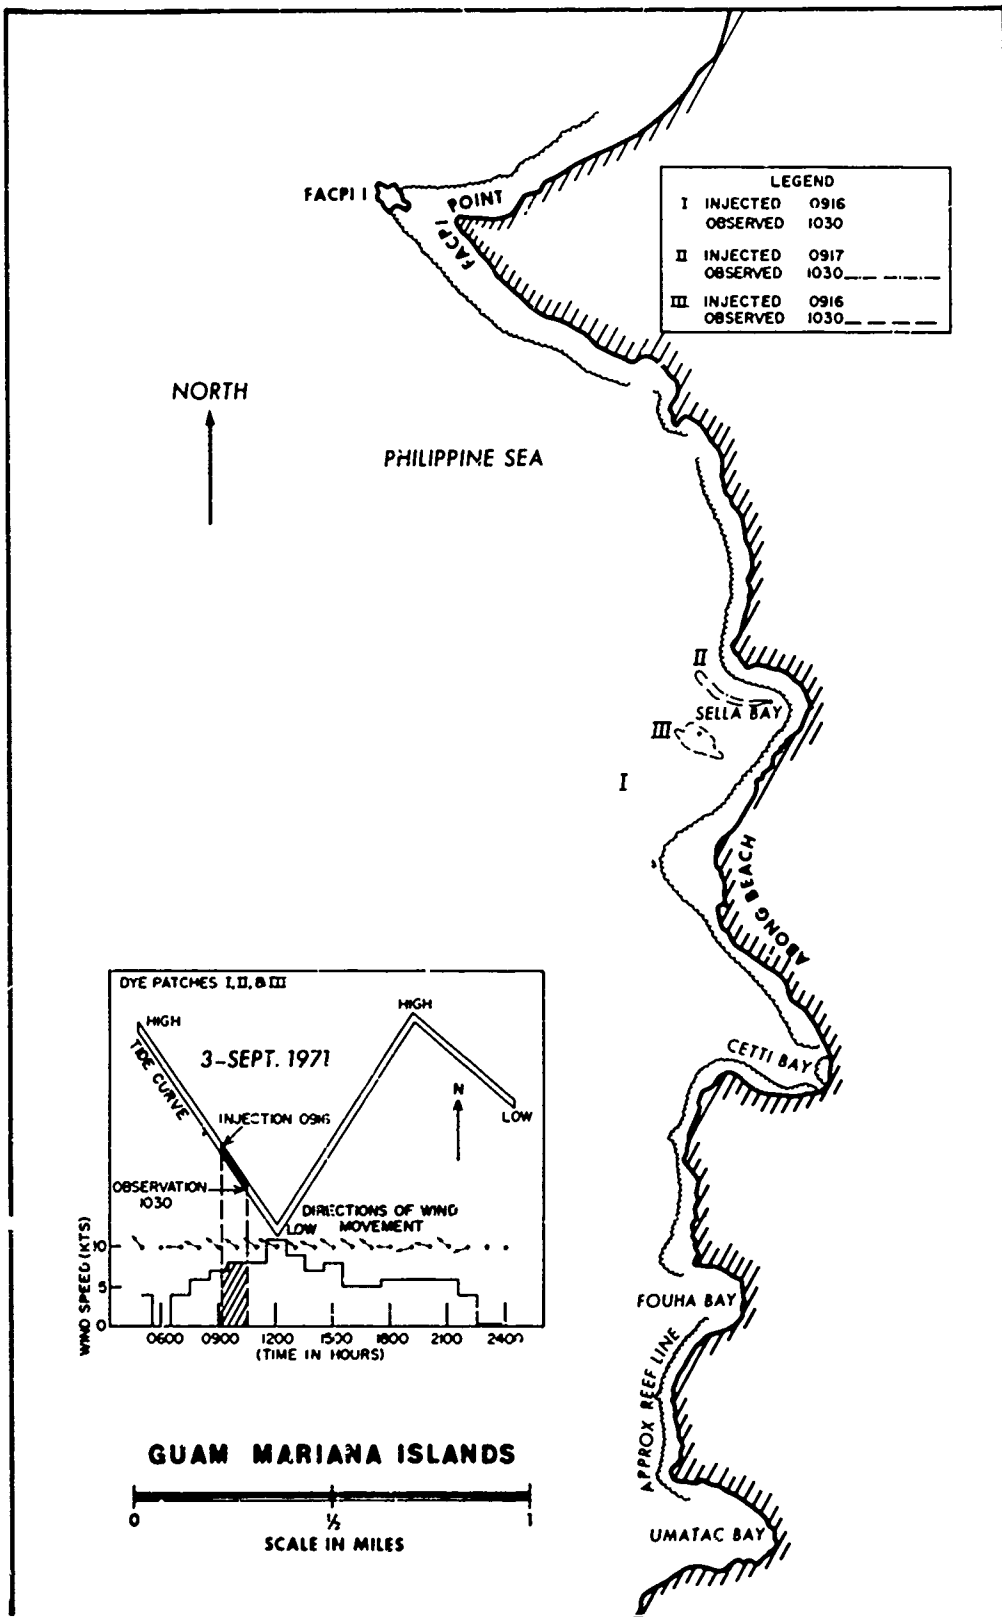 FACPI I
POINT
FACPI
LEGEND
I INJECTED 0916
OBSERVED 1030
II INJECTED 0917
OBSERVED 1030
III INJECTED 0916
OBSERVED 1030
NORTH
PHILIPPINE SEA
II
SELLA BAY
III
I
ABONG BEACH
CETTI BAY
DYE PATCHES I, II, & III
HIGH
HIGH
3-SEPT. 1971
TIDE CURVE
N
INJECTION 0916
LOW
OBSERVATION
1030
LOW
DIRECTIONS OF WIND
MOVEMENT
WIND SPEED (KTS)
10
5
0
0600 0900 1200 1500 1800 2100 2400
(TIME IN HOURS)
FOUHA BAY
APPROX REEF LINE
GUAM MARIANA ISLANDS
0 ½ 1
SCALE IN MILES
UMATAC BAY